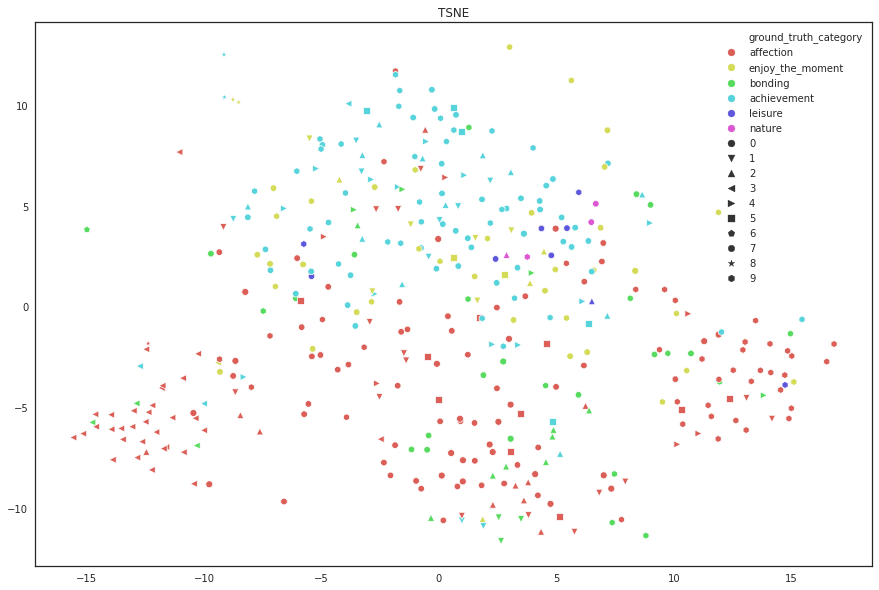 TSNE
ground_truth_category
affection
enjoy_the_moment
bonding
achievement
leisure
nature
0
1
2
3
4
5
6
7
8
9
10
5
0
−5
−10
−15 −10 −5 0 5 10 15